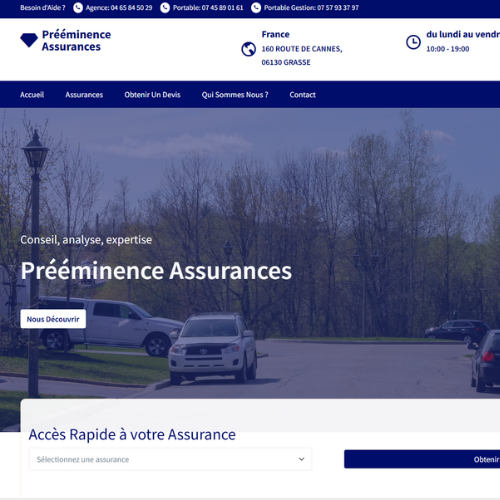 Besoin d'Aide ? Agence: 04 65 84 50 29 Portable: 07 45 89 01 61 Portable Gestion: 07 57 93 37 97
Prééminence
Assurances
France
160 ROUTE DE CANNES,
06130 GRASSE
du lundi au vendr
10:00 - 19:00
Accueil Assurances Obtenir Un Devis Qui Sommes Nous ? Contact
Conseil, analyse, expertise
Prééminence Assurances
Nous Découvrir
Accès Rapide à votre Assurance
Sélectionnez une assurance
Obtenir